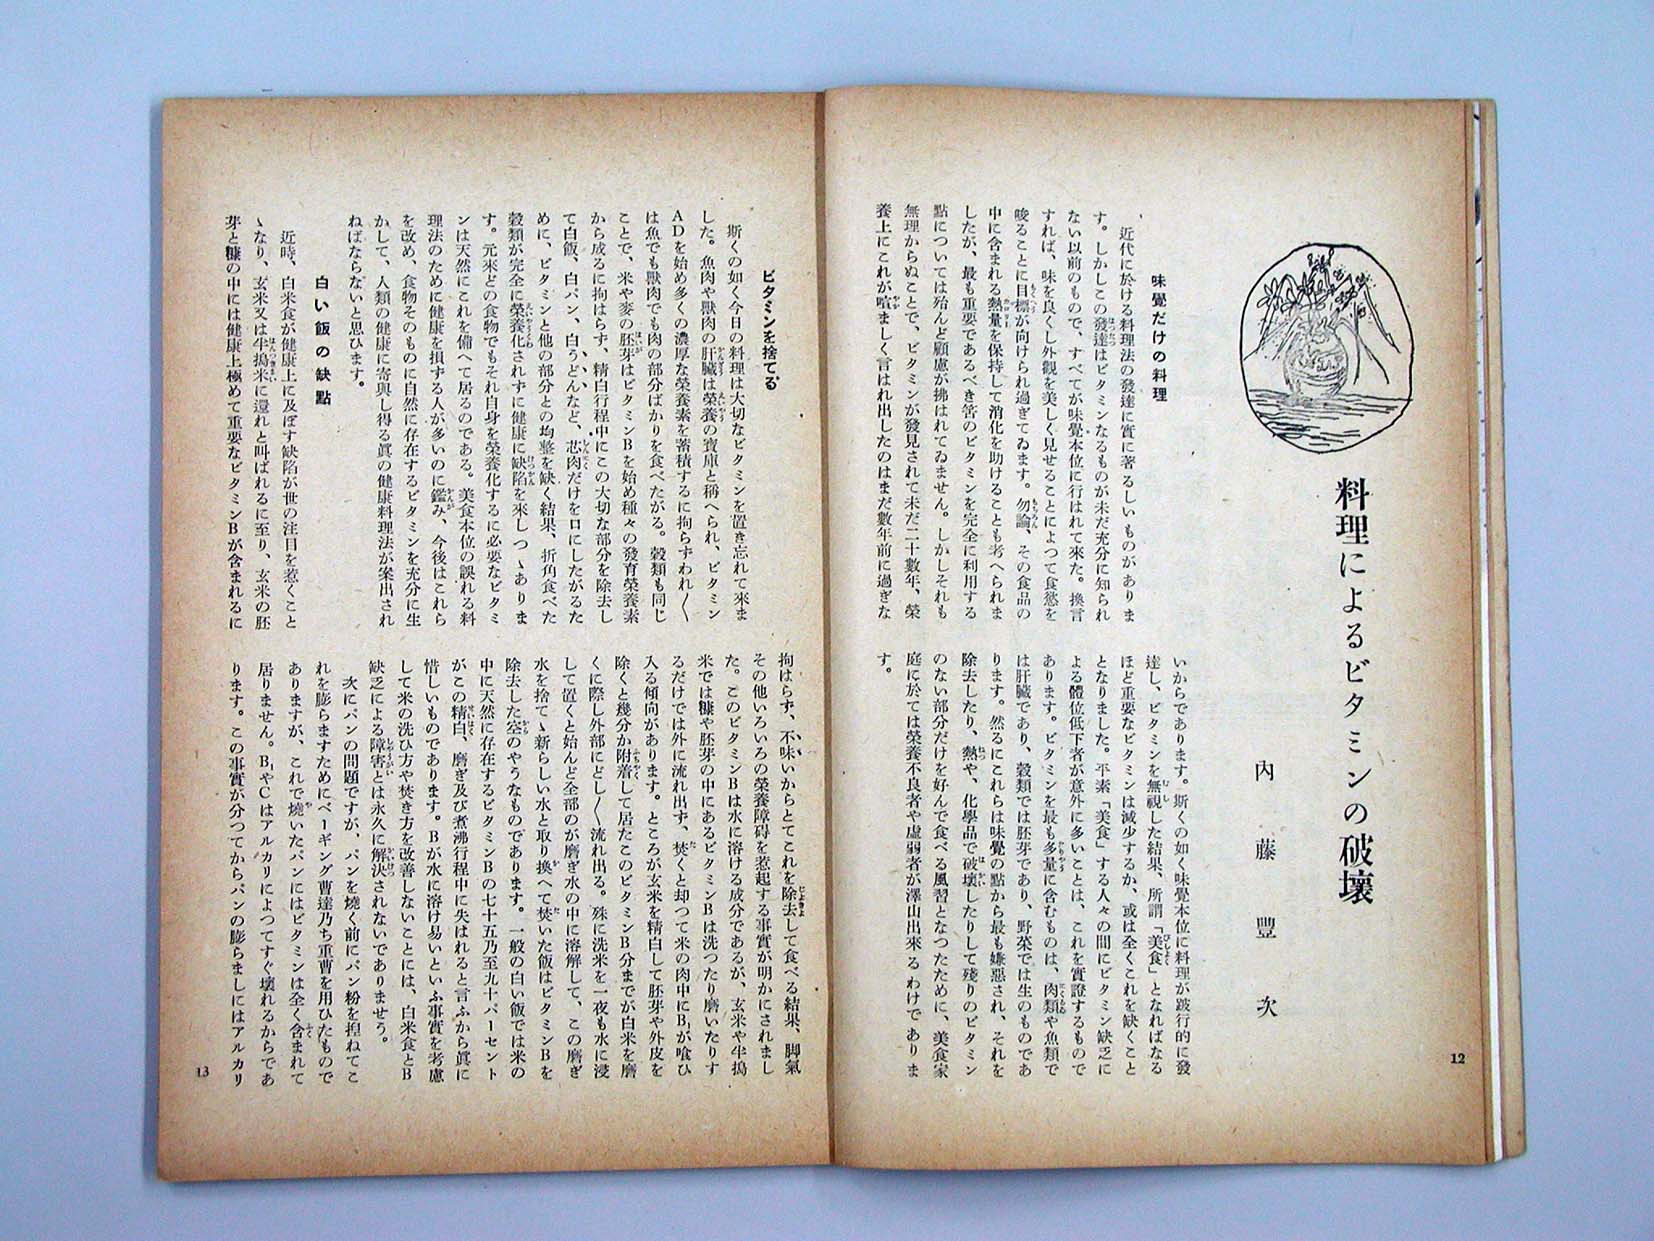 料理によるビタミンの破壞
內藤豐次
味覺だけの料理
近代に於ける料理法の發達に實に著るしいものがありま
す。しかしこの發達はビタミンなるものが未だ充分に知られ
ない以前のもので、すべてが味覺本位に行はれて來た。換言
すれば、味を良くし外觀を美しく見せることによつて食慾を
唆ることに目標が向けられ過ぎてゐます。勿論、その食品の
中に含まれる熱量を保持して消化を助けることも考へられま
したが、最も重要であるべき筈のビタミンを完全に利用する
點については殆んど顧慮が拂はれてゐません。しかしそれも
無理からぬことで、ビタミンが發見されて未だ二十數年、榮
養上にこれが喧ましく言はれ出したのはまだ數年前に過ぎな
いからであります。斯くの如く味覺本位に料理が跛行的に發
達し、ビタミンを無視した結果、所謂「美食」となればなる
ほど重要なビタミンは減少するか、或は全くこれを缺くこと
となりました。平素「美食」する人々の間にビタミン缺乏に
よる體位低下者が意外に多いことは、これを實證するもので
あります。ビタミンを最も多量に含むものは、肉類や魚類で
は肝臟であり、穀類では胚芽であり、野菜では生のものであ
ります。然るにこれらは味覺の點から最も嫌惡され、それを
除去したり、熱や、化學品で破壞したりして殘りのビタミン
のない部分だけを好んで食べる風習となつたために、美食家
庭に於ては榮養不良者や虛弱者が澤山出來るわけでありま
す。
12
ビタミンを捨てる
斯くの如く今日の料理は大切なビタミンを置き忘れて來ま
した。魚肉や獸肉の肝臟は榮養の寶庫と稱へられ、ビタミン
ADを始め多くの濃厚な榮養素を蓄積するに拘らずわれ〱
は魚でも獸肉でも肉の部分ばかりを食べたがる。穀類も同じ
ことで、米や麥の胚芽はビタミンBを始め種々の發育榮養素
から成るに拘はらず、精白行程中にこの大切な部分を除去し
て白飯、白パン、白うどんなど、芯肉だけを口にしたがるた
めに、ビタミンと他の部分との均整を缺く結果、折角食べた
穀類が完全に榮養化されずに健康に缺陷を來しつゝありま
す。元來どの食物でもそれ自身を榮養化するに必要なビタミ
ンは天然にこれを備へて居るのである。美食本位の誤れる料
理法のために健康を損ずる人が多いのに鑑み、今後はこれら
を改め、食物そのものに自然に存在するビタミンを充分に生
かして、人類の健康に寄與し得る眞の健康料理法が案出され
ねばならないと思ひます。
白い飯の缺點
近時、白米食が健康上に及ぼす缺陷が世の注目を惹くこと
ゝなり、玄米又は半搗米に還れと叫ばれるに至り、玄米の胚
芽と糠の中には健康上極めて重要なビタミンBが含まれるに
拘はらず、不味いからとてこれを除去して食べる結果、脚氣
その他いろいろの榮養障碍を惹起する事實が明かにされまし
た。このビタミンBは水に溶ける成分であるが、玄米や半搗
米では糠や胚芽の中にあるビタミンBは洗つたり磨いたりす
るだけでは外に流れ出ず、焚くと却つて米の肉中にB₁が喰ひ
入る傾向があります。ところが玄米を精白して胚芽や外皮を
除くと幾分か附着して居たこのビタミンB分までが白米を磨
くに際し外部にどし〱流れ出る。殊に洗米を一夜も水に浸
して置くと殆んど全部のが磨ぎ水の中に溶解して、この磨ぎ
水を捨てゝ新らしい水と取り換へて焚いた飯はビタミンBを
除去した空のやうなものであります。一般の白い飯では米の
中に天然に存在するビタミンBの七十五乃至九十パーセント
がこの精白、磨ぎ及び煮沸行程中に失はれると言ふから眞に
惜しいものであります。Bが水に溶け易いといふ事實を考慮
して米の洗ひ方や焚き方を改善しないことには、白米食とB
缺乏による障害とは永久に解決されないでありませう。
次にパンの問題ですが、パンを燒く前にパン粉を揑ねてこ
れを膨らますためにベーキング曹達乃ち重曹を用ひたもので
ありますが、これで燒いたパンにはビタミンは全く含まれて
居りません。B₁やCはアルカリによつてすぐ壞れるからであ
ります。この事實が分つてからパンの膨らましにはアルカリ
13